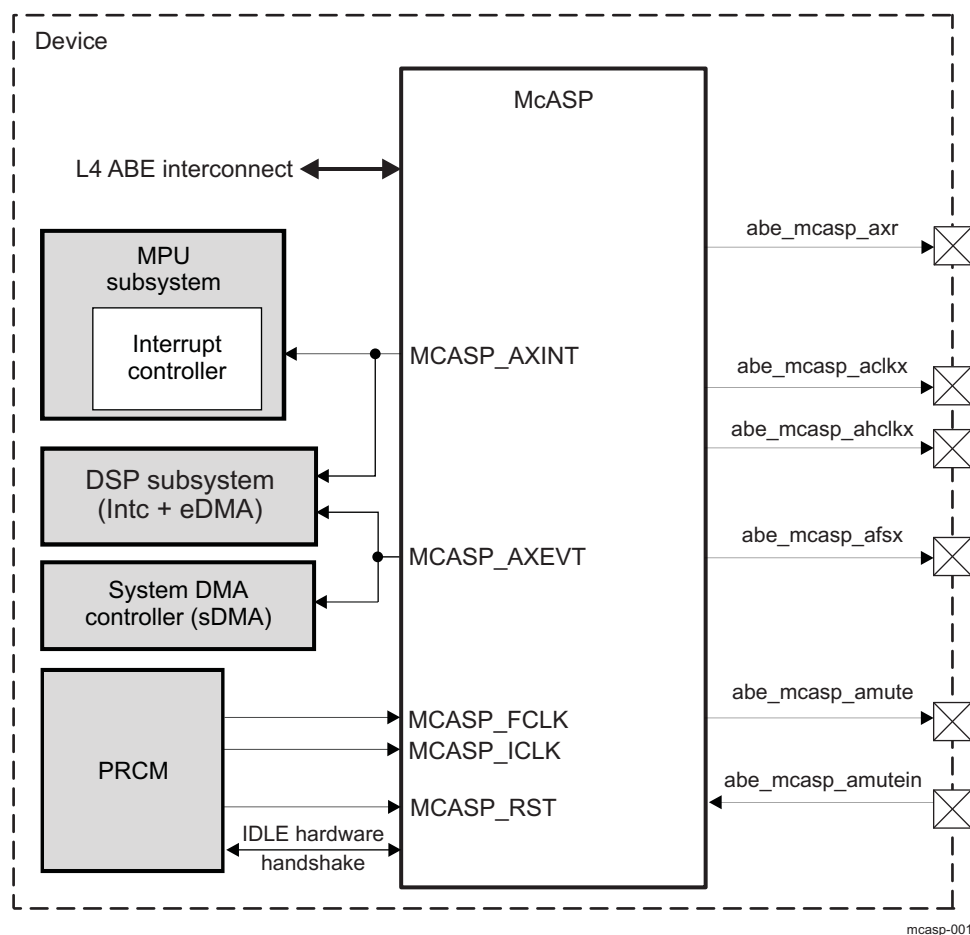 Device
McASP
L4 ABE interconnect
MPU
subsystem
Interrupt
controller
DSP subsystem
(Intc + eDMA)
System DMA
controller (sDMA)
PRCM
IDLE hardware
handshake
MCASP_AXINT
MCASP_AXEVT
MCASP_FCLK
MCASP_ICLK
MCASP_RST
abe_mcasp_axr
abe_mcasp_aclkx
abe_mcasp_ahclkx
abe_mcasp_afsx
abe_mcasp_amute
abe_mcasp_amutein
mcasp-001